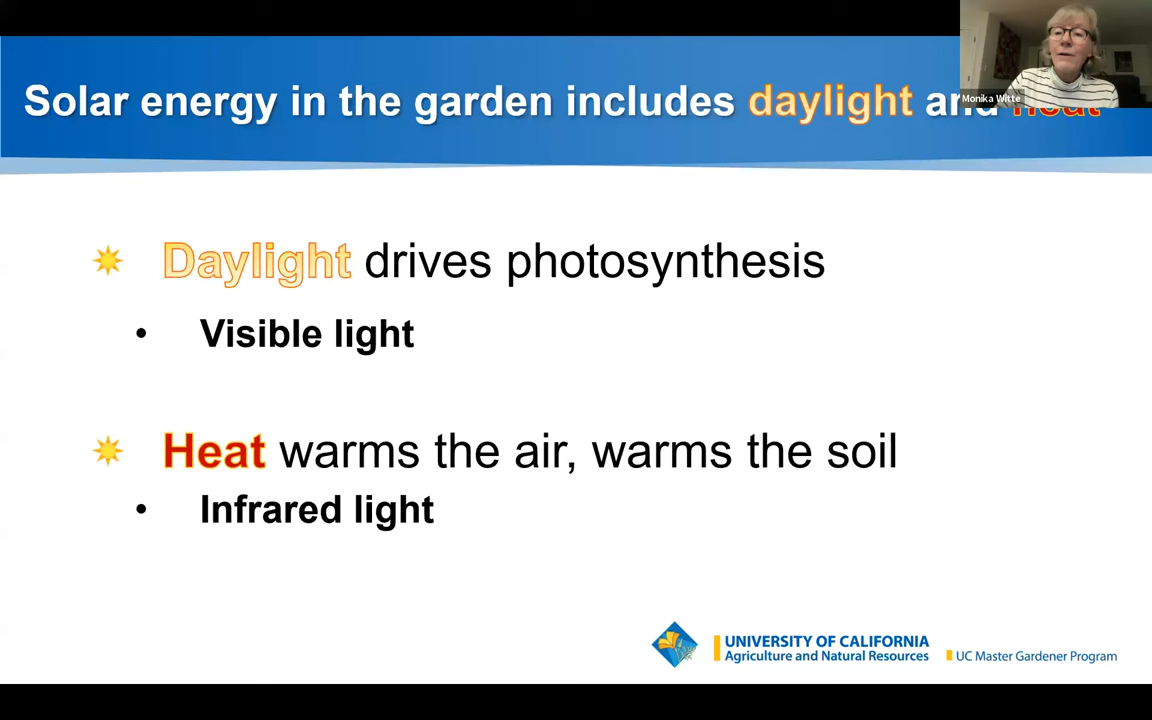 Solar energy in the garden includes daylight and heat
Monika Witte
Daylight drives photosynthesis
• Visible light
Heat warms the air, warms the soil
• Infrared light
UNIVERSITY OF CALIFORNIA
Agriculture and Natural Resources
UC Master Gardener Program